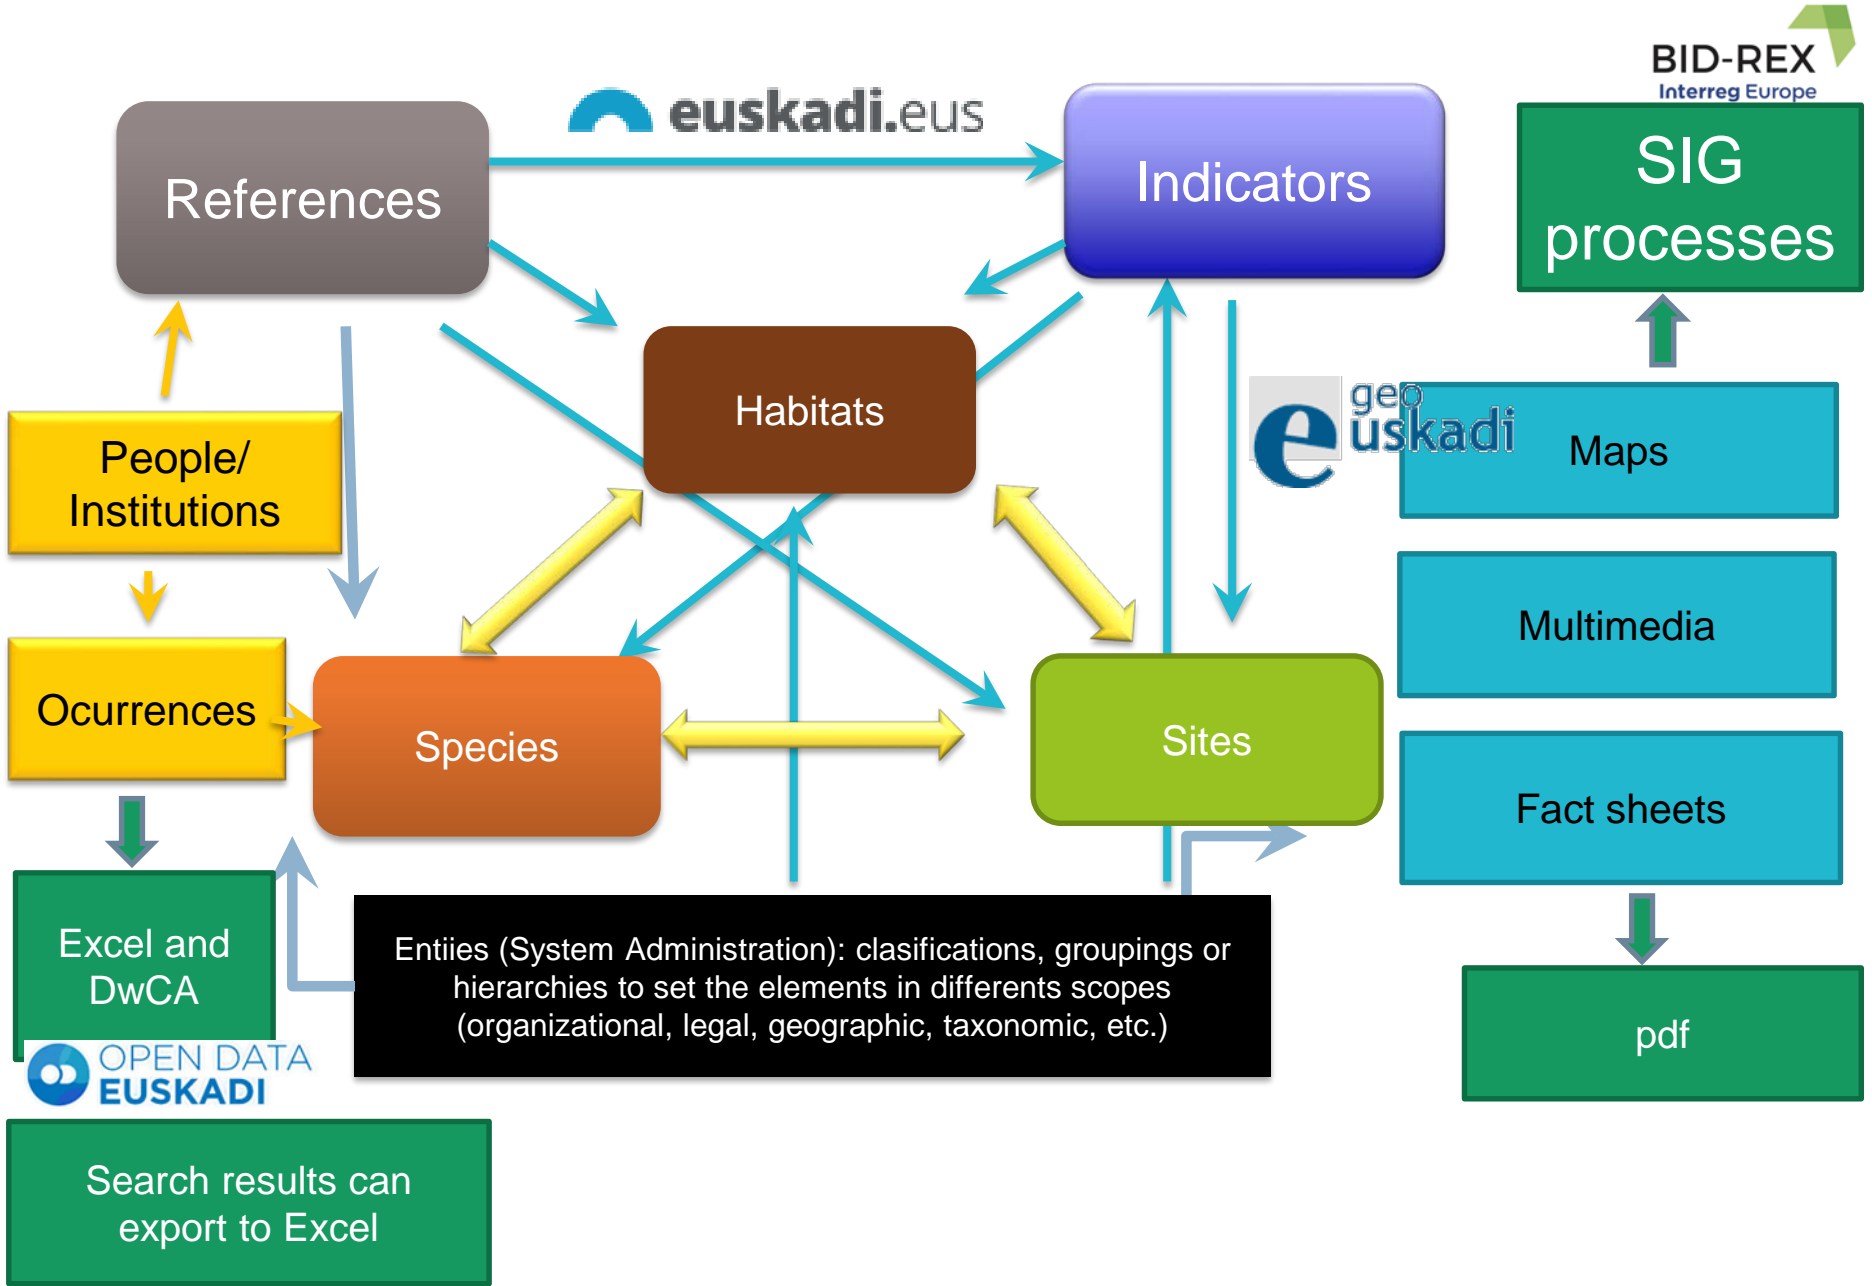 BID-REX
Interreg Europe
euskadi.eus
References
Indicators
SIG
processes
Habitats
geo
euskadi
Maps
People/
Institutions
Multimedia
Ocurrences
Species
Sites
Fact sheets
Excel and
DwCA
Entiies (System Administration): clasifications, groupings or
hierarchies to set the elements in differents scopes
(organizational, legal, geographic, taxonomic, etc.)
pdf
OPEN DATA
EUSKADI
Search results can
export to Excel